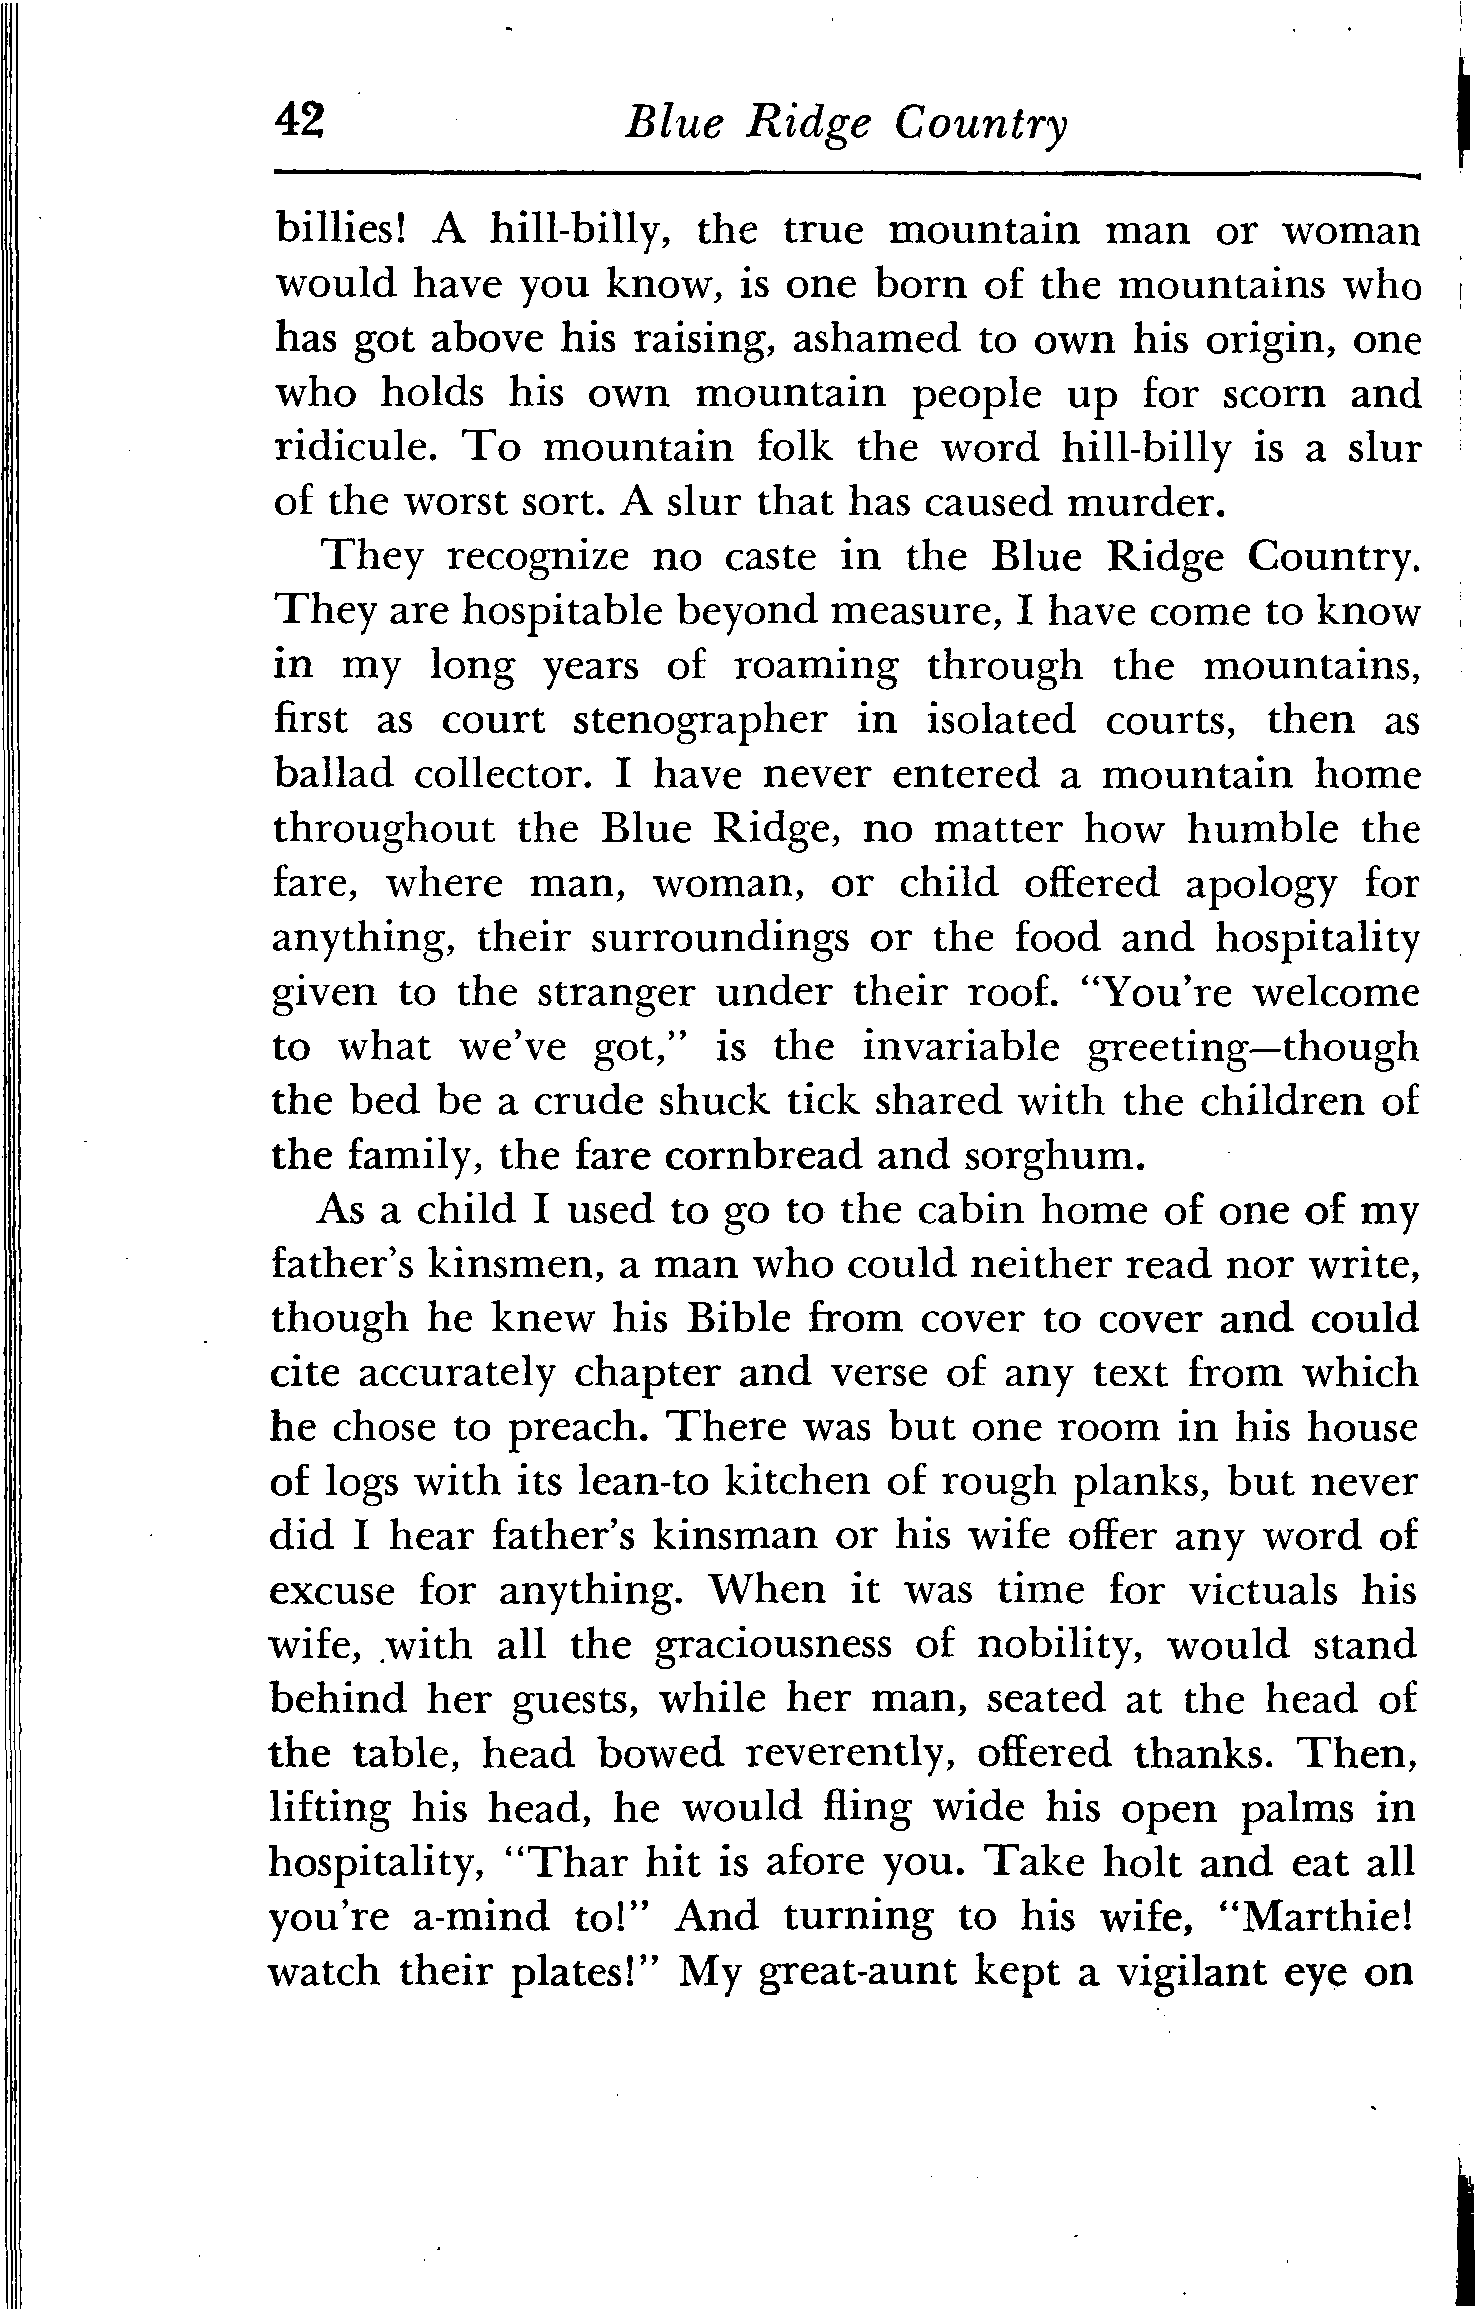 42 Blue Ridge Country
billies! A hill-billy, the true mountain man or woman
would have you know, is one born of the mountains who
has got above his raising, ashamed to own his origin, one
who holds his own mountain people up for scorn and
ridicule. To mountain folk the word hill-billy is a slur
of the worst sort. A slur that has caused murder.
They recognize no caste in the Blue Ridge Country.
They are hospitable beyond measure, I have come to know
in my long years of roaming through the mountains,
first as court stenographer in isolated courts, then as
ballad collector. I have never entered a mountain home
throughout the Blue Ridge, no matter how humble the
fare, where man, woman, or child offered apology for
anything, their surroundings or the food and hospitality
given to the stranger under their roof. “You’re welcome
to what we’ve got,” is the invariable greeting—though
the bed be a crude shuck tick shared with the children of
the family, the fare cornbread and sorghum.
As a child I used to go to the cabin home of one of my
father’s kinsmen, a man who could neither read nor write,
though he knew his Bible from cover to cover and could
cite accurately chapter and verse of any text from which
he chose to preach. There was but one room in his house
of logs with its lean-to kitchen of rough planks, but never
did I hear father’s kinsman or his wife offer any word of
excuse for anything. When it was time for victuals his
wife, with all the graciousness of nobility, would stand
behind her guests, while her man, seated at the head of
the table, head bowed reverently, offered thanks. Then,
lifting his head, he would fling wide his open palms in
hospitality, “Thar hit is afore you. Take holt and eat all
you’re a-mind to!” And turning to his wife, “Marthie!
watch their plates!” My great-aunt kept a vigilant eye on